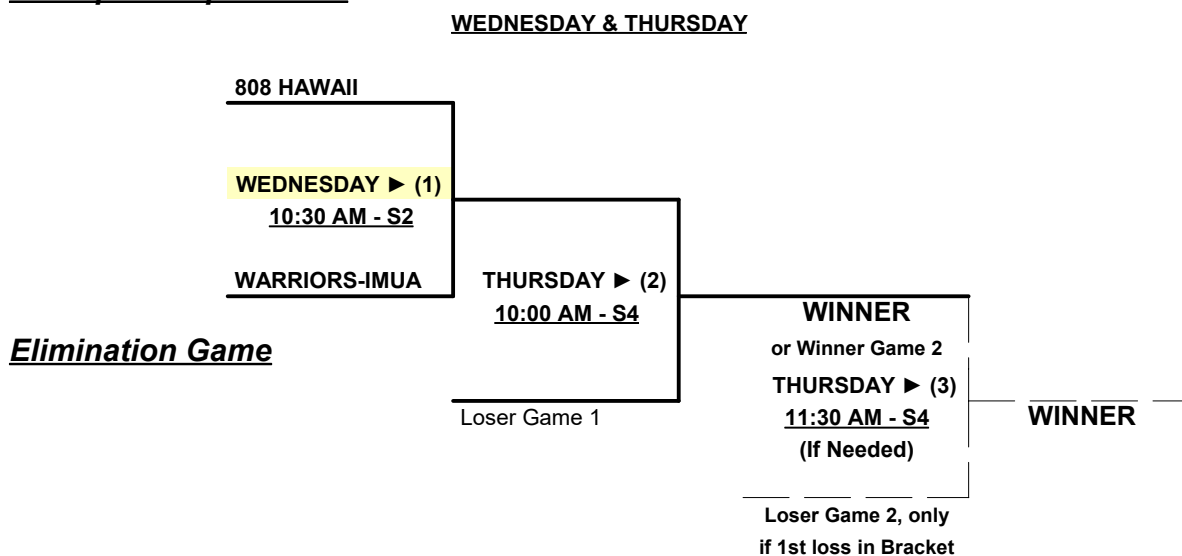 WEDNESDAY & THURSDAY
808 HAWAII
WEDNESDAY ► (1)
10:30 AM - S2
WARRIORS-IMUA
THURSDAY ► (2)
10:00 AM - S4
WINNER
or Winner Game 2
Elimination Game
THURSDAY ► (3)
11:30 AM - S4
WINNER
Loser Game 1
(If Needed)
Loser Game 2, only
if 1st loss in Bracket